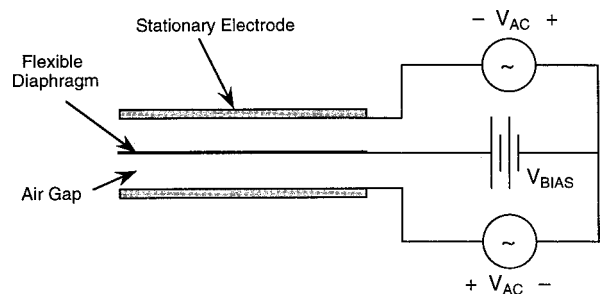 − V_AC +
Stationary Electrode
Flexible
Diaphragm
~
V_BIAS
Air Gap
~
+ V_AC −